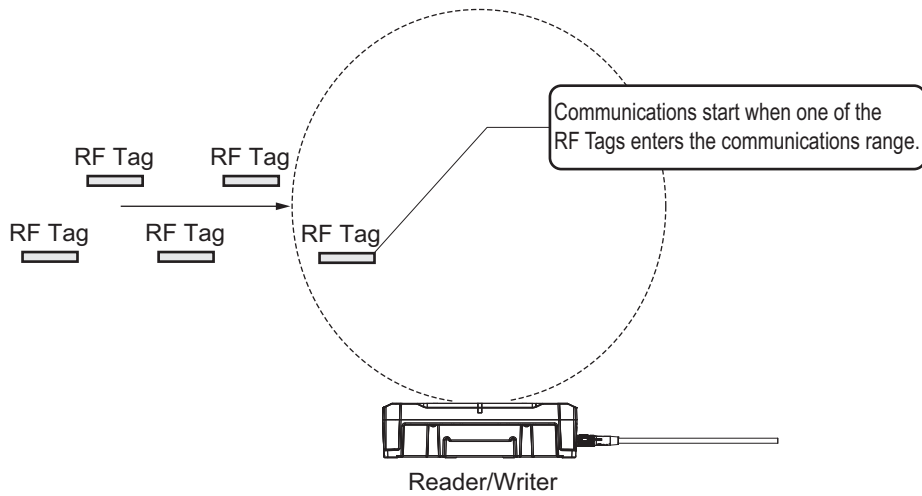 Communications start when one of the
RF Tags enters the communications range.
RF Tag
RF Tag
RF Tag
RF Tag
RF Tag
Reader/Writer